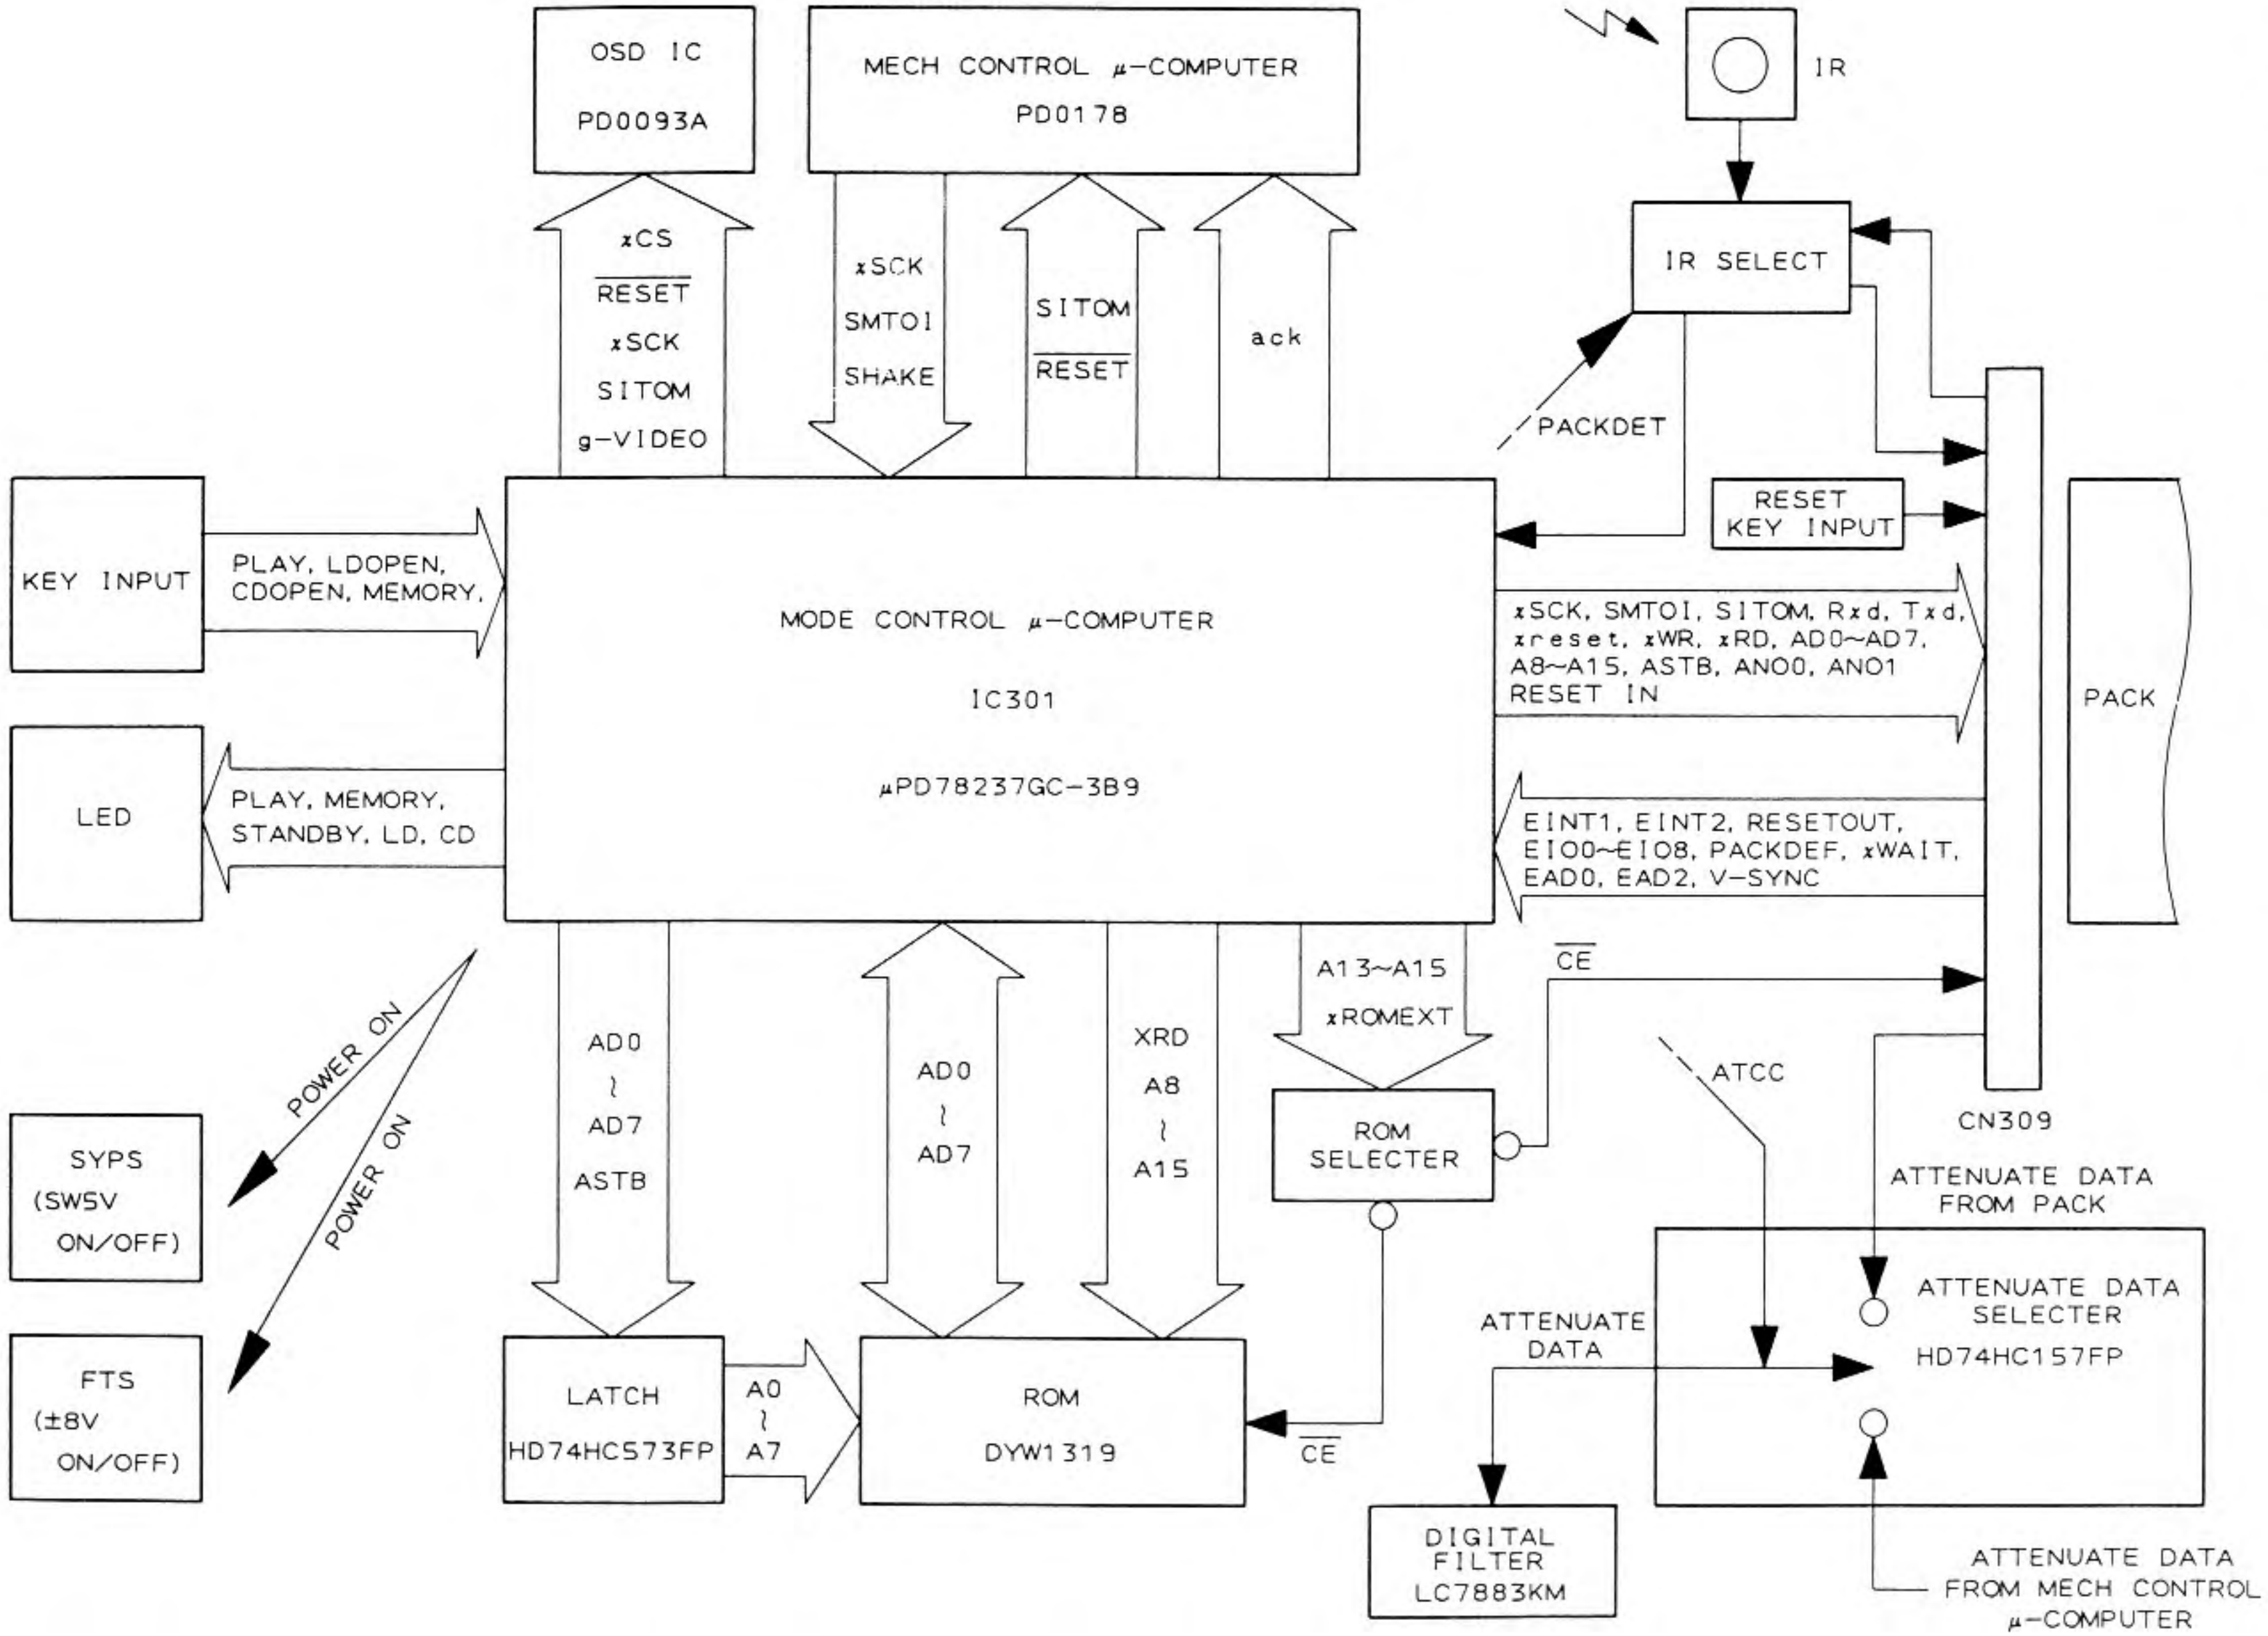 OSD IC
PD0093A
MECH CONTROL μ-COMPUTER
PD0178
IR
IR SELECT
xCS
RESET
xSCK
SITOM
g-VIDEO
xSCK
SMTOI
SHAKE
SITOM
RESET
ack
PACKDET
RESET
KEY INPUT
KEY INPUT
PLAY, LDOPEN,
CDOPEN, MEMORY,
MODE CONTROL μ-COMPUTER
IC301
μPD78237GC-3B9
xSCK, SMTOI, SITOM, Rxd, Txd,
xreset, xWR, xRD, AD0~AD7,
A8~A15, ASTB, ANO0, ANO1
RESET IN
PACK
LED
PLAY, MEMORY,
STANDBY, LD, CD
EINT1, EINT2, RESETOUT,
EIO0~EIO8, PACKDEF, xWAIT,
EAD0, EAD2, V-SYNC
POWER ON
POWER ON
SYPS
(SW5V
ON/OFF)
FTS
(±8V
ON/OFF)
AD0
~
AD7
ASTB
AD0
~
AD7
XRD
A8
~
A15
A13~A15
xROMEXT
CE
ROM
SELECTER
ATCC
CN309
ATTENUATE DATA
FROM PACK
LATCH
HD74HC573FP
A0
~
A7
ROM
DYW1319
CE
ATTENUATE
DATA
ATTENUATE DATA
SELECTER
HD74HC157FP
DIGITAL
FILTER
LC7883KM
ATTENUATE DATA
FROM MECH CONTROL
μ-COMPUTER